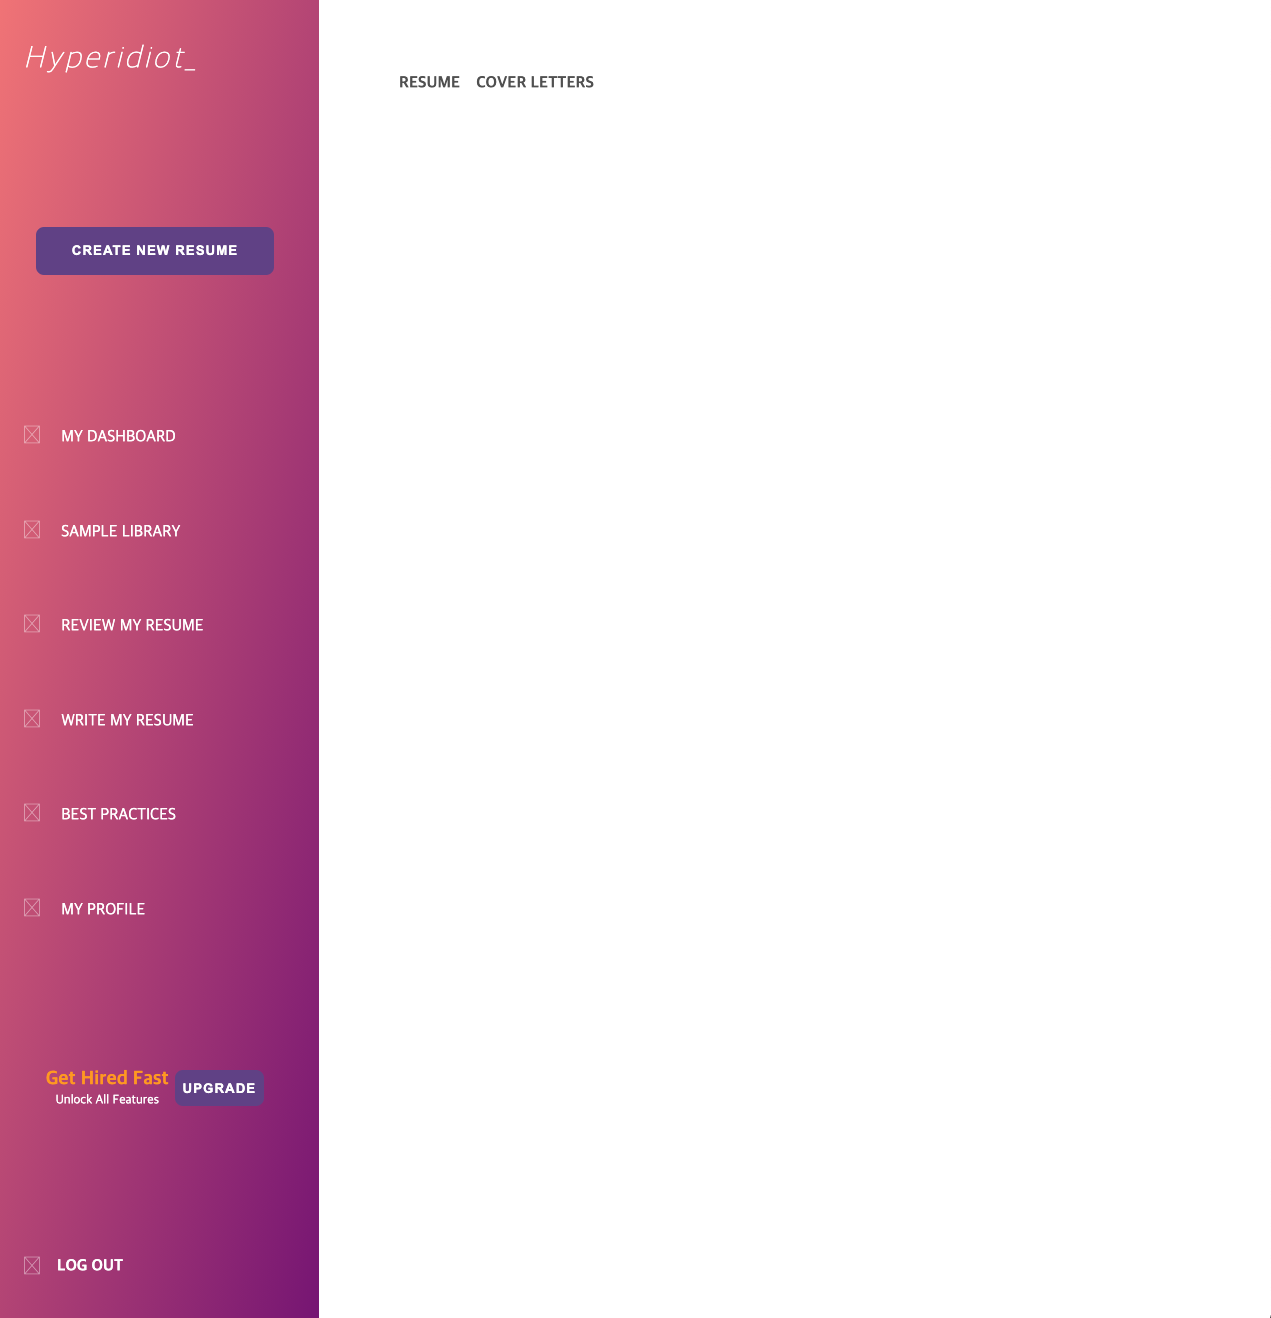 Hyperidiot_
RESUME COVER LETTERS
CREATE NEW RESUME
MY DASHBOARD
SAMPLE LIBRARY
REVIEW MY RESUME
WRITE MY RESUME
BEST PRACTICES
MY PROFILE
Get Hired Fast
Unlock All Features
UPGRADE
LOG OUT